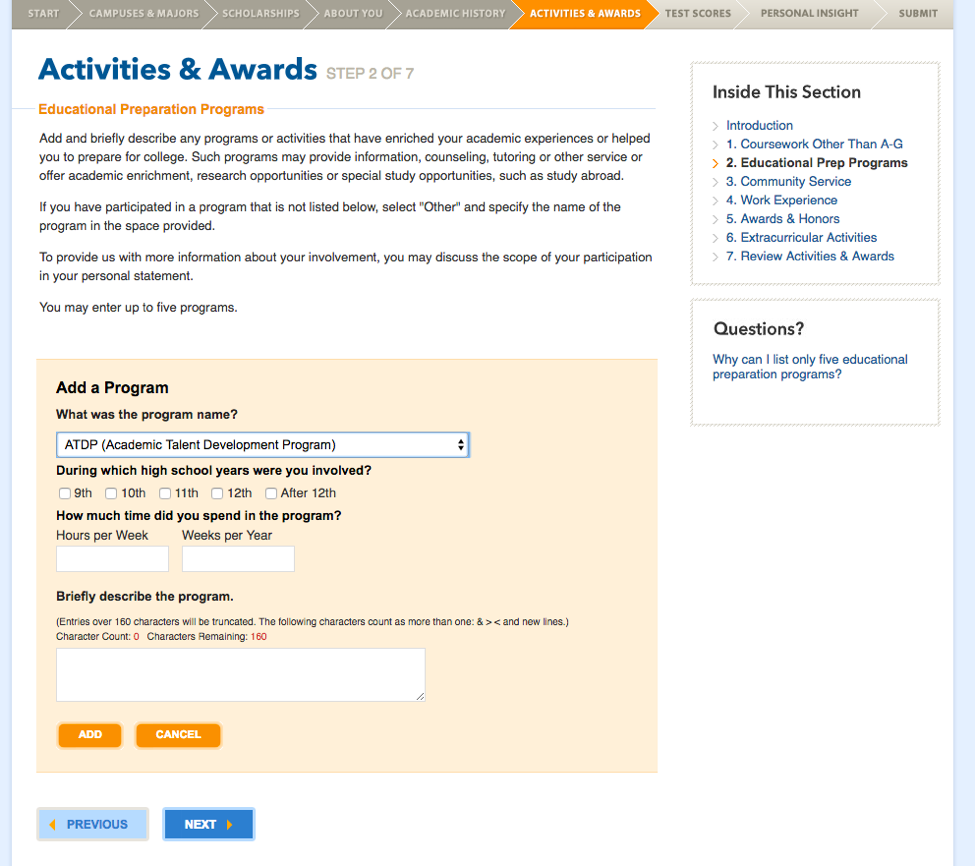 START
CAMPUSES & MAJORS
SCHOLARSHIPS
ABOUT YOU
ACADEMIC HISTORY
ACTIVITIES & AWARDS
TEST SCORES
PERSONAL INSIGHT
SUBMIT
Activities & Awards STEP 2 OF 7
Educational Preparation Programs
Add and briefly describe any programs or activities that have enriched your academic experiences or helped
you to prepare for college. Such programs may provide information, counseling, tutoring or other service or
offer academic enrichment, research opportunities or special study opportunities, such as study abroad.
If you have participated in a program that is not listed below, select "Other" and specify the name of the
program in the space provided.
To provide us with more information about your involvement, you may discuss the scope of your participation
in your personal statement.
You may enter up to five programs.
Add a Program
What was the program name?
ATDP (Academic Talent Development Program)
During which high school years were you involved?
9th 10th 11th 12th After 12th
How much time did you spend in the program?
Hours per Week Weeks per Year
Briefly describe the program.
(Entries over 160 characters will be truncated. The following characters count as more than one: & > < and new lines.)
Character Count: 0 Characters Remaining: 160
ADD CANCEL
PREVIOUS NEXT
Inside This Section
Introduction
1. Coursework Other Than A-G
2. Educational Prep Programs
3. Community Service
4. Work Experience
5. Awards & Honors
6. Extracurricular Activities
7. Review Activities & Awards
Questions?
Why can I list only five educational
preparation programs?